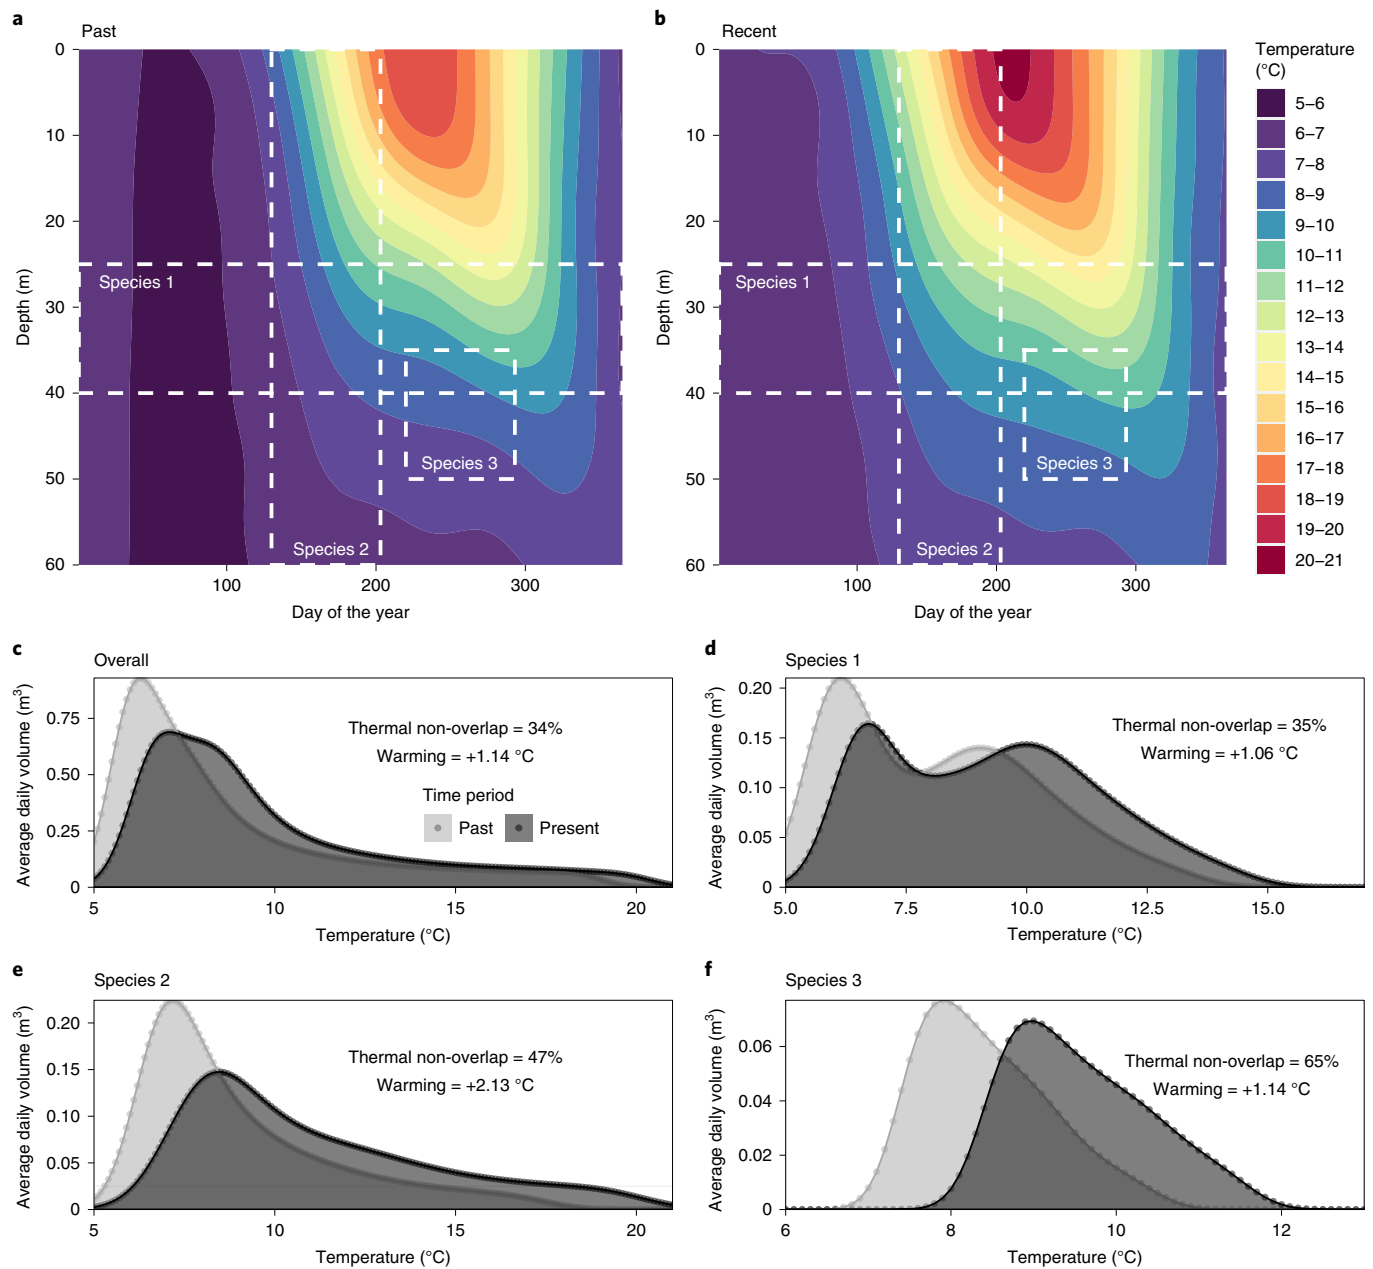 a
Past
0
10
20
30
40
50
60
Depth (m)
Species 1
Species 3
Species 2
100
200
300
Day of the year
b
Recent
0
10
20
30
40
50
60
Depth (m)
Species 1
Species 3
Species 2
100
200
300
Day of the year
Temperature
(°C)
5–6
6–7
7–8
8–9
9–10
10–11
11–12
12–13
13–14
14–15
15–16
16–17
17–18
18–19
19–20
20–21
c
Overall
Average daily volume (m³)
0.75
0.50
0.25
0
Thermal non-overlap = 34%
Warming = +1.14 °C
Time period
Past
Present
5
10
15
20
Temperature (°C)
d
Species 1
Average daily volume (m³)
0.20
0.15
0.10
0.05
0
Thermal non-overlap = 35%
Warming = +1.06 °C
5.0
7.5
10.0
12.5
15.0
Temperature (°C)
e
Species 2
Average daily volume (m³)
0.20
0.15
0.10
0.05
0
Thermal non-overlap = 47%
Warming = +2.13 °C
5
10
15
20
Temperature (°C)
f
Species 3
Average daily volume (m³)
0.06
0.04
0.02
0
Thermal non-overlap = 65%
Warming = +1.14 °C
6
8
10
12
Temperature (°C)